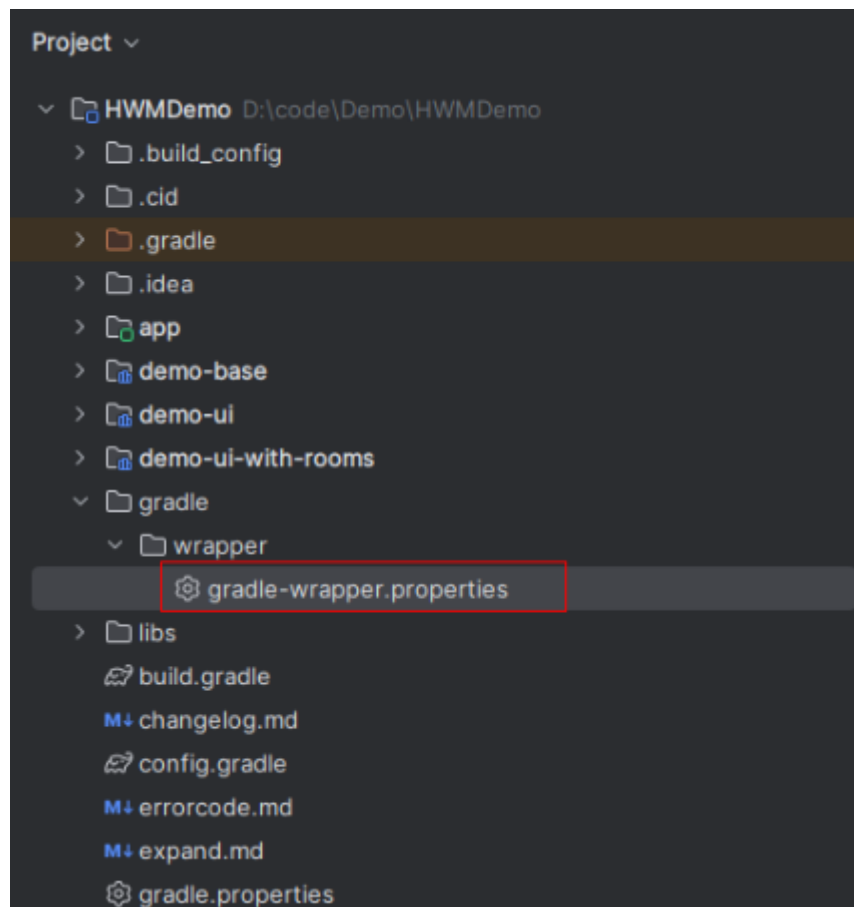 Project
HWMDemo D:\code\Demo\HWMDemo
.build_config
.cid
.gradle
.idea
app
demo-base
demo-ui
demo-ui-with-rooms
gradle
wrapper
gradle-wrapper.properties
libs
build.gradle
M↓ changelog.md
config.gradle
M↓ errorcode.md
M↓ expand.md
gradle.properties